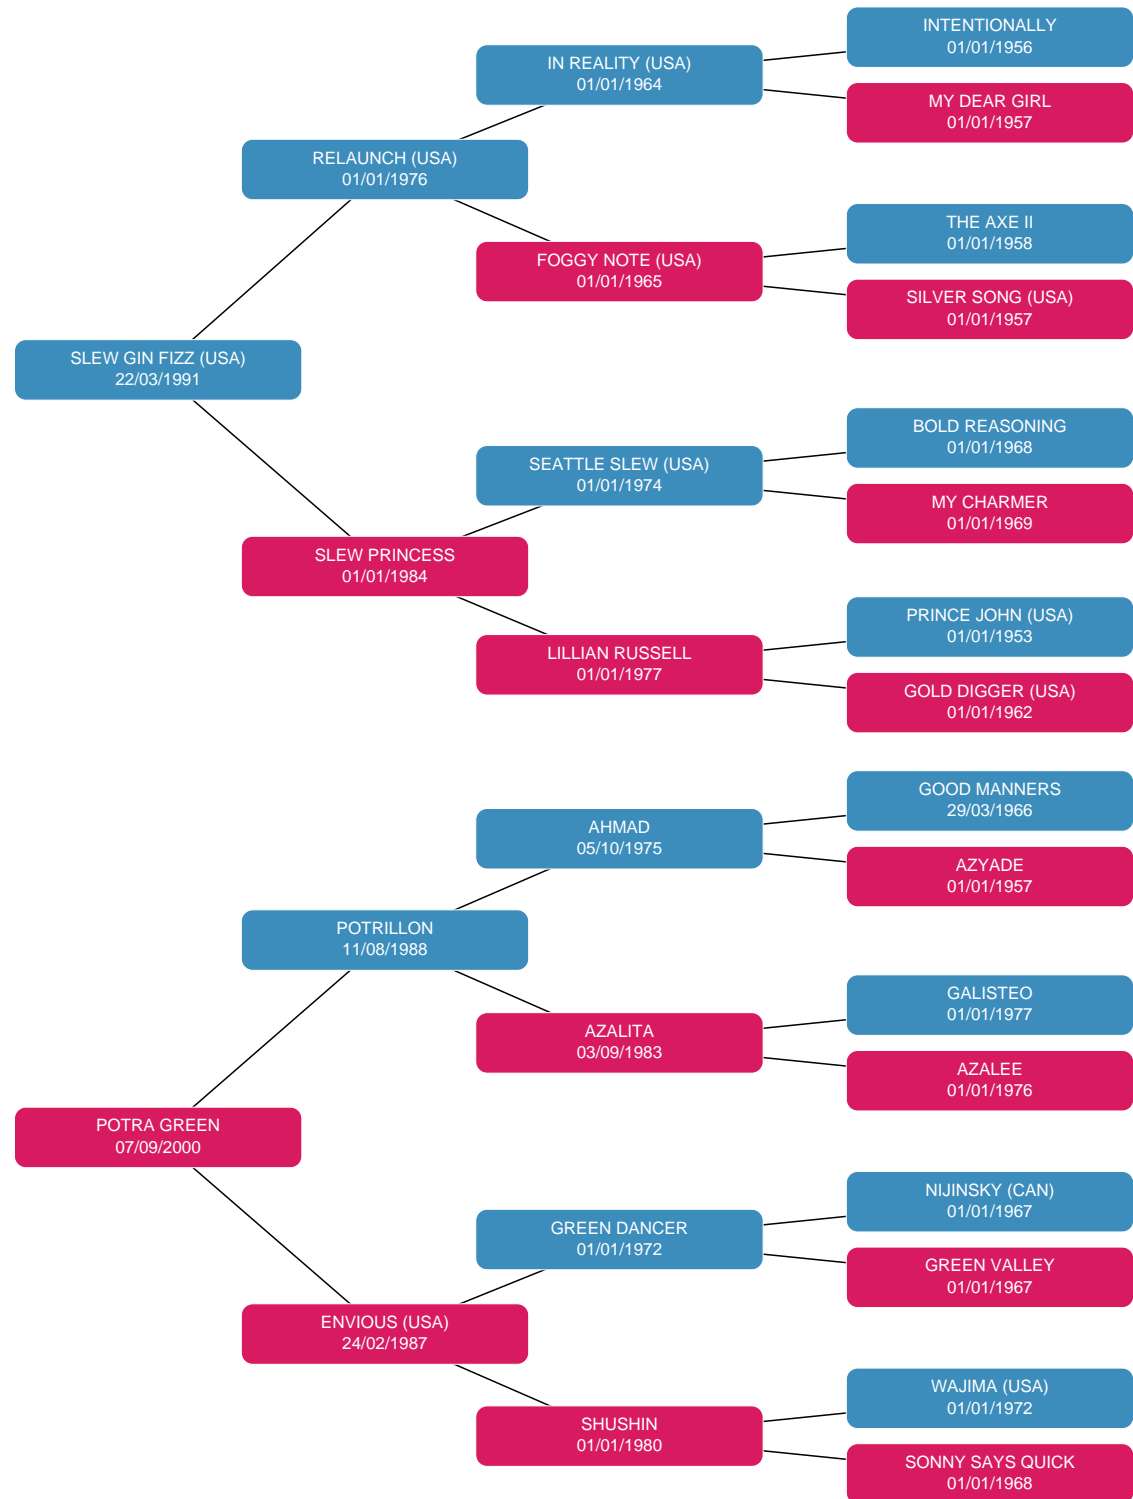 INTENTIONALLY
01/01/1956
IN REALITY (USA)
01/01/1964
MY DEAR GIRL
01/01/1957
RELAUNCH (USA)
01/01/1976
THE AXE II
01/01/1958
FOGGY NOTE (USA)
01/01/1965
SILVER SONG (USA)
01/01/1957
SLEW GIN FIZZ (USA)
22/03/1991
BOLD REASONING
01/01/1968
SEATTLE SLEW (USA)
01/01/1974
MY CHARMER
01/01/1969
SLEW PRINCESS
01/01/1984
PRINCE JOHN (USA)
01/01/1953
LILLIAN RUSSELL
01/01/1977
GOLD DIGGER (USA)
01/01/1962
GOOD MANNERS
29/03/1966
AHMAD
05/10/1975
AZYADE
01/01/1957
POTRILLON
11/08/1988
GALISTEO
01/01/1977
AZALITA
03/09/1983
AZALEE
01/01/1976
POTRA GREEN
07/09/2000
NIJINSKY (CAN)
01/01/1967
GREEN DANCER
01/01/1972
GREEN VALLEY
01/01/1967
ENVIOUS (USA)
24/02/1987
WAJIMA (USA)
01/01/1972
SHUSHIN
01/01/1980
SONNY SAYS QUICK
01/01/1968